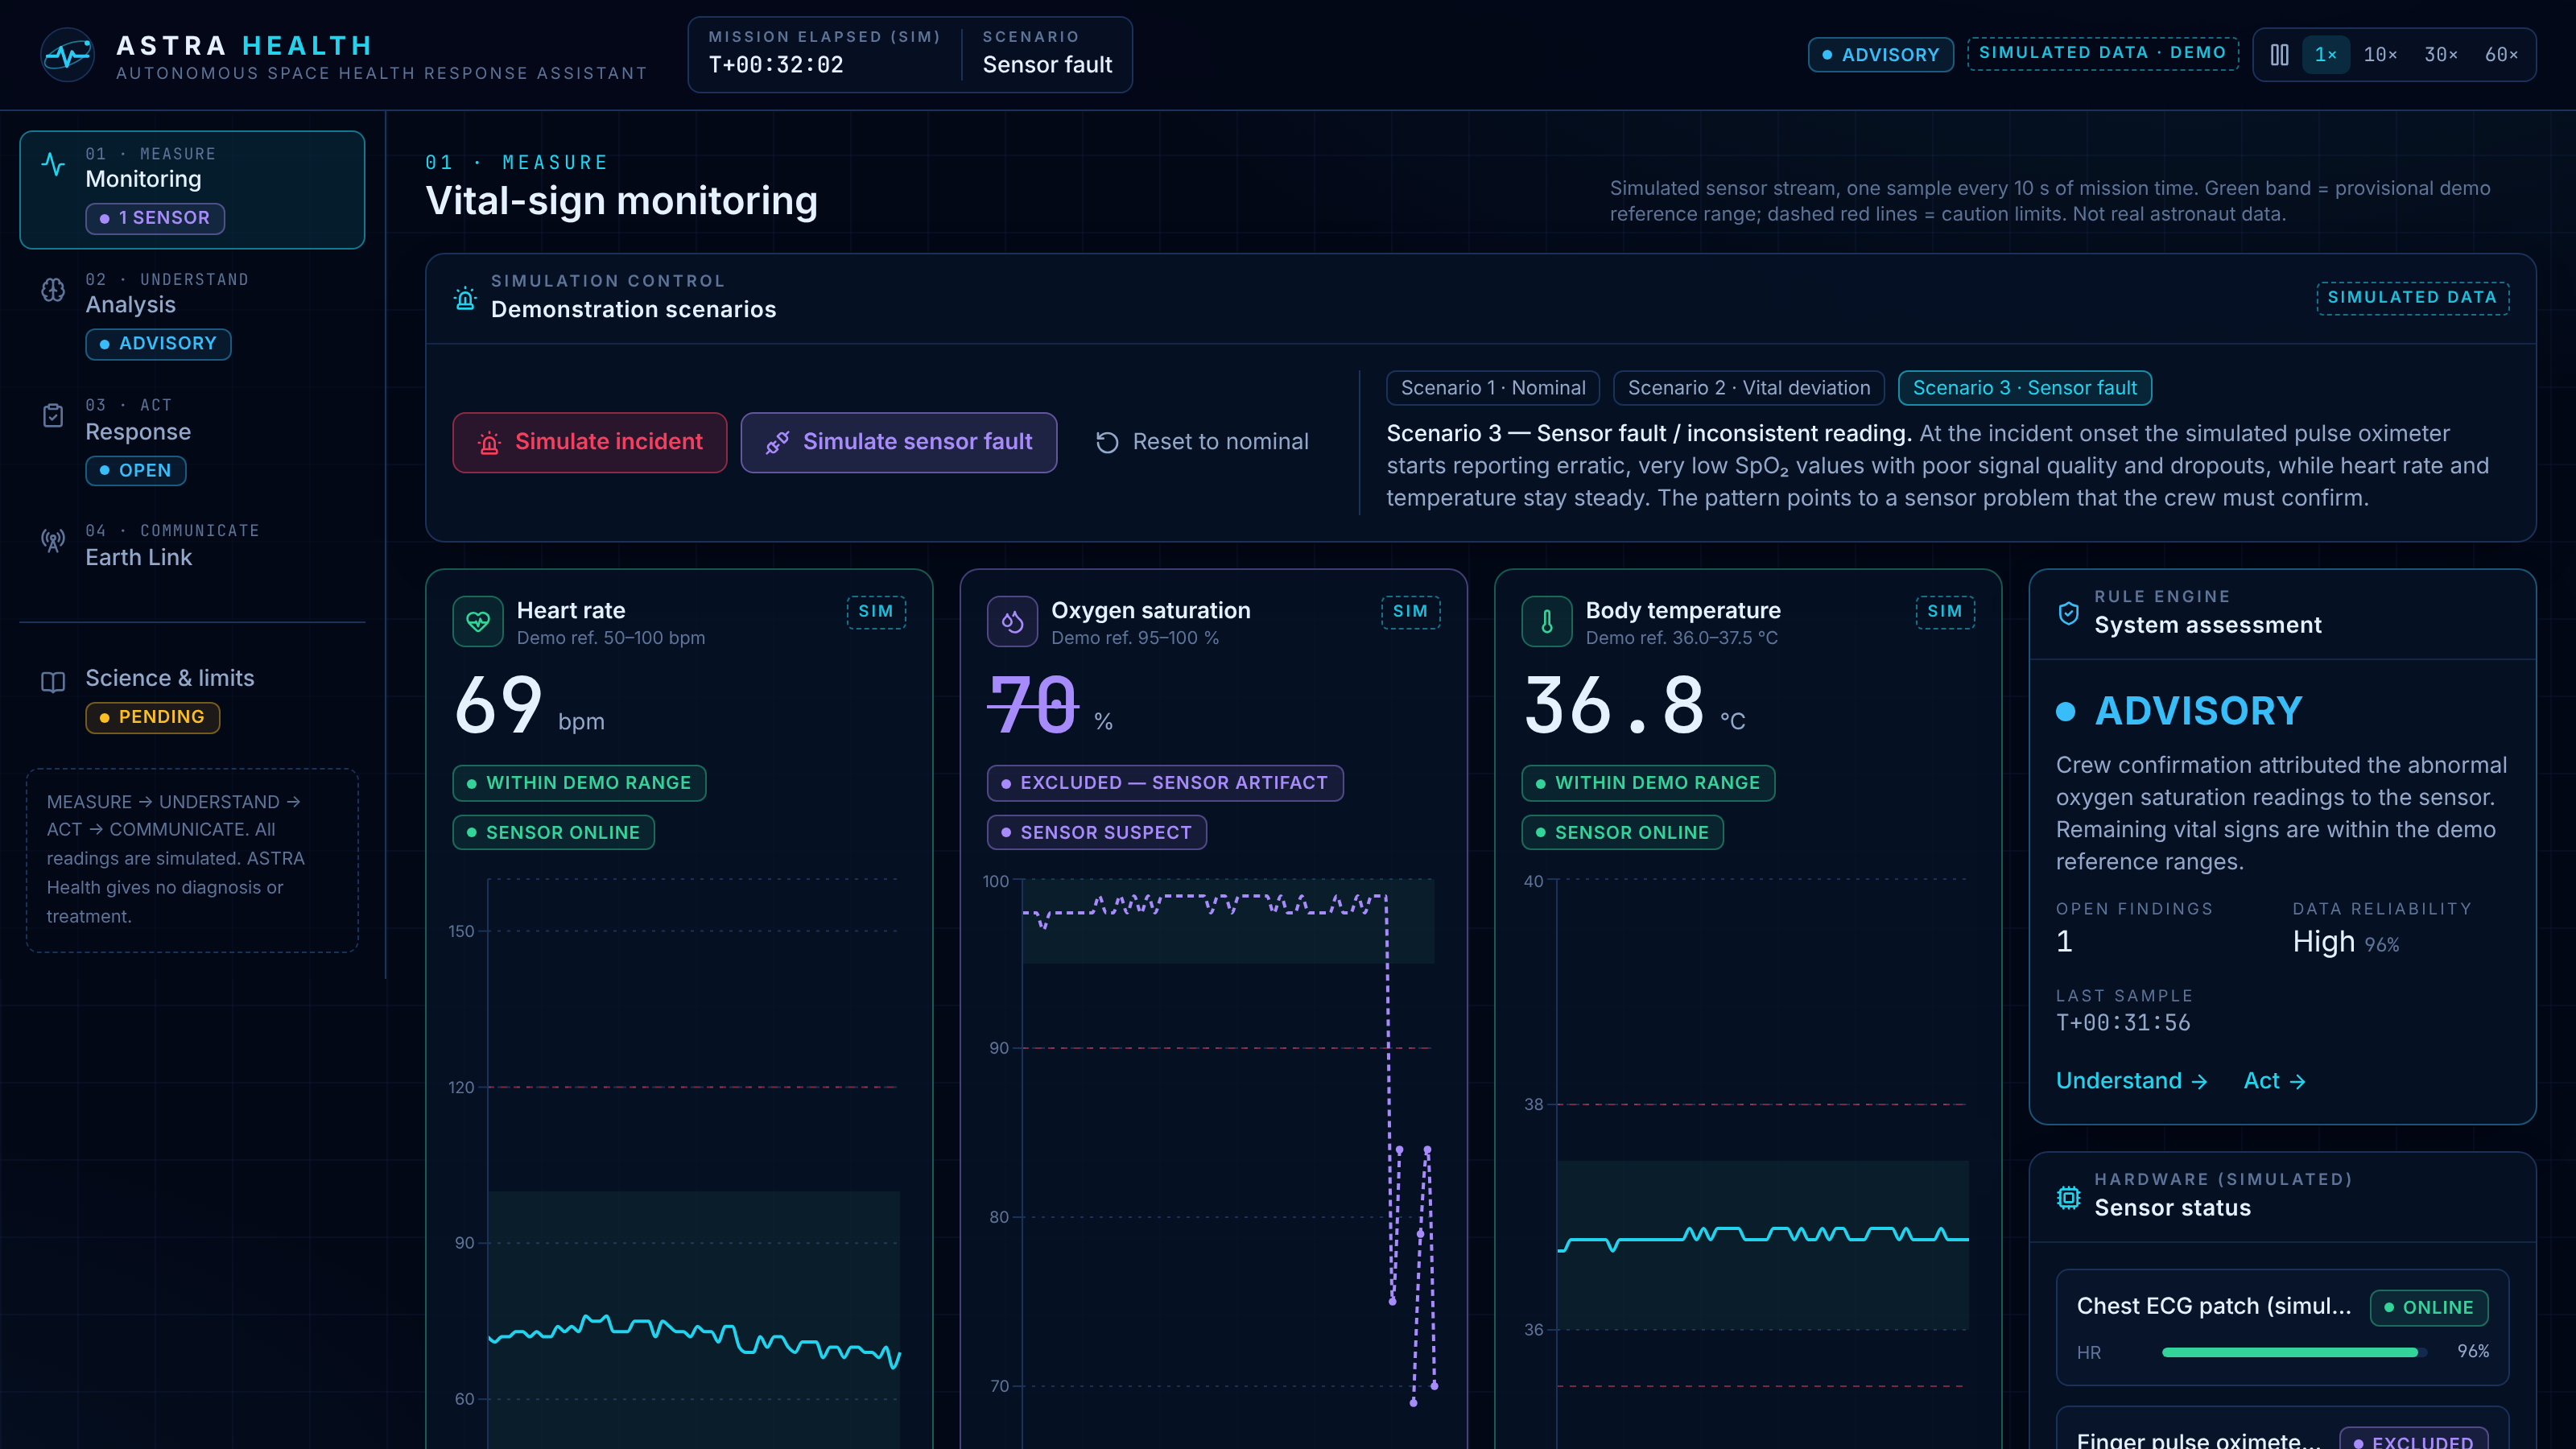 ASTRA HEALTH
AUTONOMOUS SPACE HEALTH RESPONSE ASSISTANT
MISSION ELAPSED (SIM)
T+00:32:02
SCENARIO
Sensor fault
ADVISORY
SIMULATED DATA · DEMO
1×
10×
30×
60×
01 · MEASURE
Monitoring
1 SENSOR
02 · UNDERSTAND
Analysis
ADVISORY
03 · ACT
Response
OPEN
04 · COMMUNICATE
Earth Link
Science & limits
PENDING
MEASURE → UNDERSTAND →
ACT → COMMUNICATE. All
readings are simulated. ASTRA
Health gives no diagnosis or
treatment.
01 · MEASURE
Vital-sign monitoring
Simulated sensor stream, one sample every 10 s of mission time. Green band = provisional demo
reference range; dashed red lines = caution limits. Not real astronaut data.
SIMULATION CONTROL
Demonstration scenarios
SIMULATED DATA
Simulate incident
Simulate sensor fault
Reset to nominal
Scenario 1 · Nominal
Scenario 2 · Vital deviation
Scenario 3 · Sensor fault
Scenario 3 — Sensor fault / inconsistent reading. At the incident onset the simulated pulse oximeter
starts reporting erratic, very low SpO₂ values with poor signal quality and dropouts, while heart rate and
temperature stay steady. The pattern points to a sensor problem that the crew must confirm.
Heart rate
Demo ref. 50–100 bpm
SIM
69 bpm
WITHIN DEMO RANGE
SENSOR ONLINE
150
120
90
60
Oxygen saturation
Demo ref. 95–100 %
SIM
70 %
EXCLUDED — SENSOR ARTIFACT
SENSOR SUSPECT
100
90
80
70
Body temperature
Demo ref. 36.0–37.5 °C
SIM
36.8 °C
WITHIN DEMO RANGE
SENSOR ONLINE
40
38
36
RULE ENGINE
System assessment
ADVISORY
Crew confirmation attributed the abnormal
oxygen saturation readings to the sensor.
Remaining vital signs are within the demo
reference ranges.
OPEN FINDINGS
1
DATA RELIABILITY
High 96%
LAST SAMPLE
T+00:31:56
Understand →
Act →
HARDWARE (SIMULATED)
Sensor status
Chest ECG patch (simul...
ONLINE
HR
96%
Finger pulse oximete...
EXCLUDED